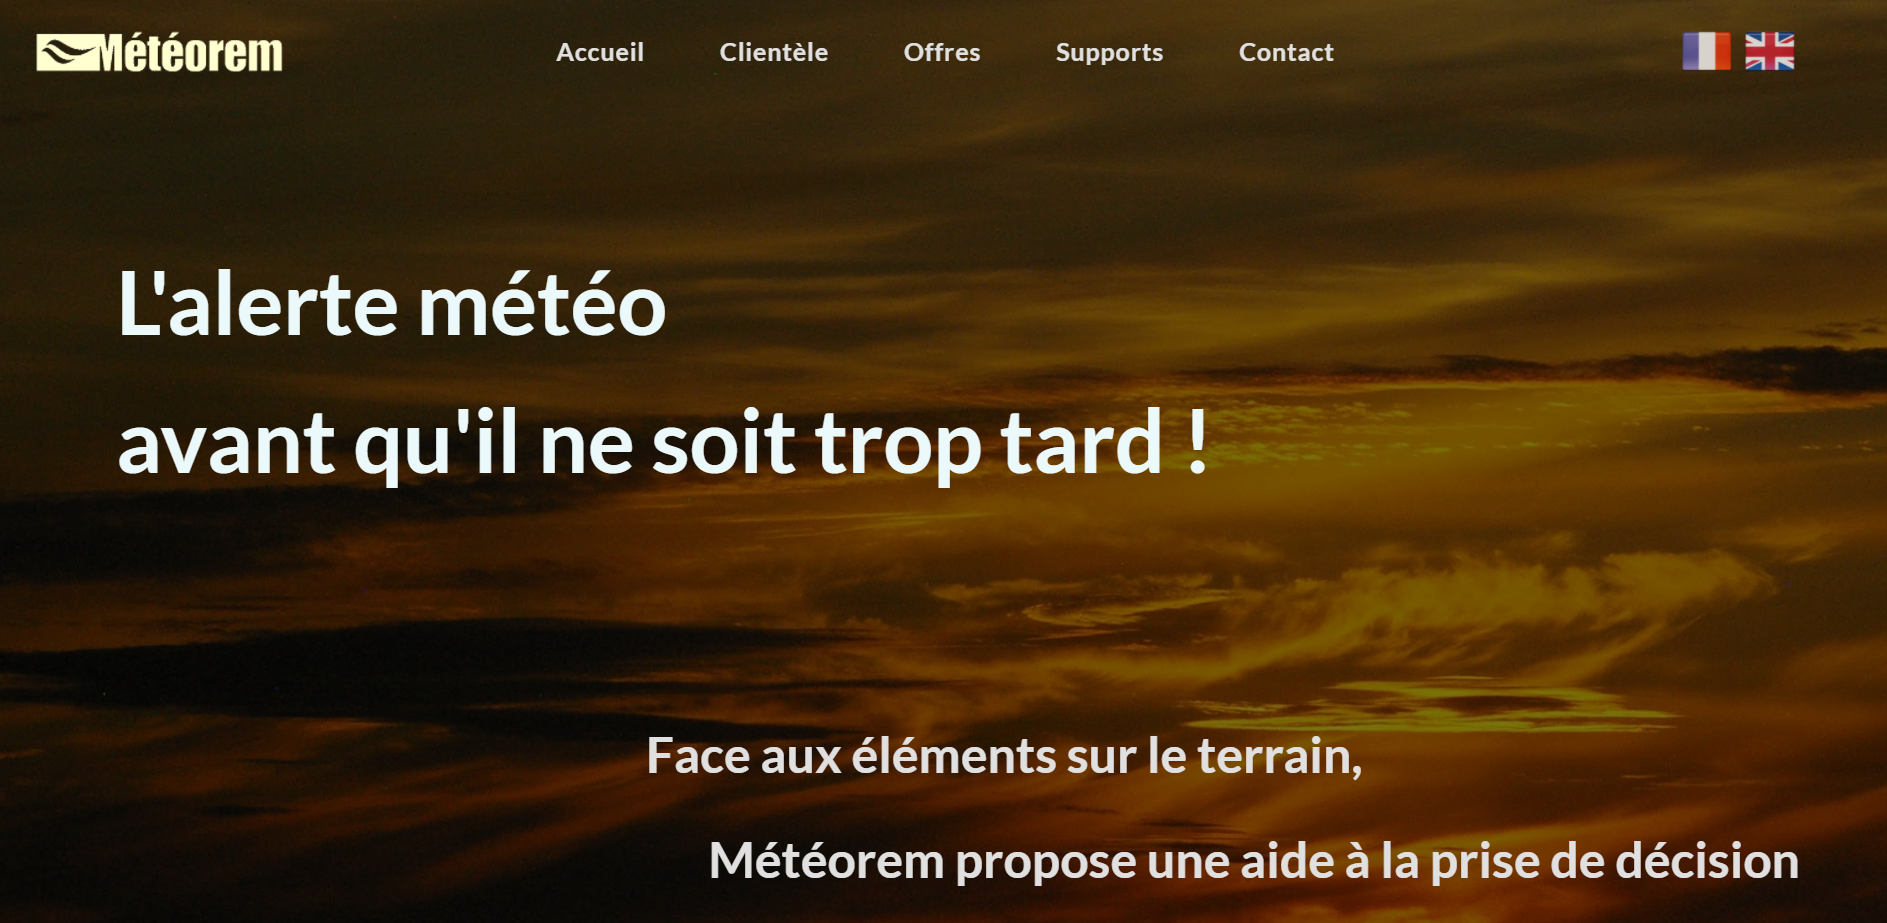 Météorem
Accueil
Clientèle
Offres
Supports
Contact
L'alerte météo
avant qu'il ne soit trop tard !
Face aux éléments sur le terrain,
Météorem propose une aide à la prise de décision